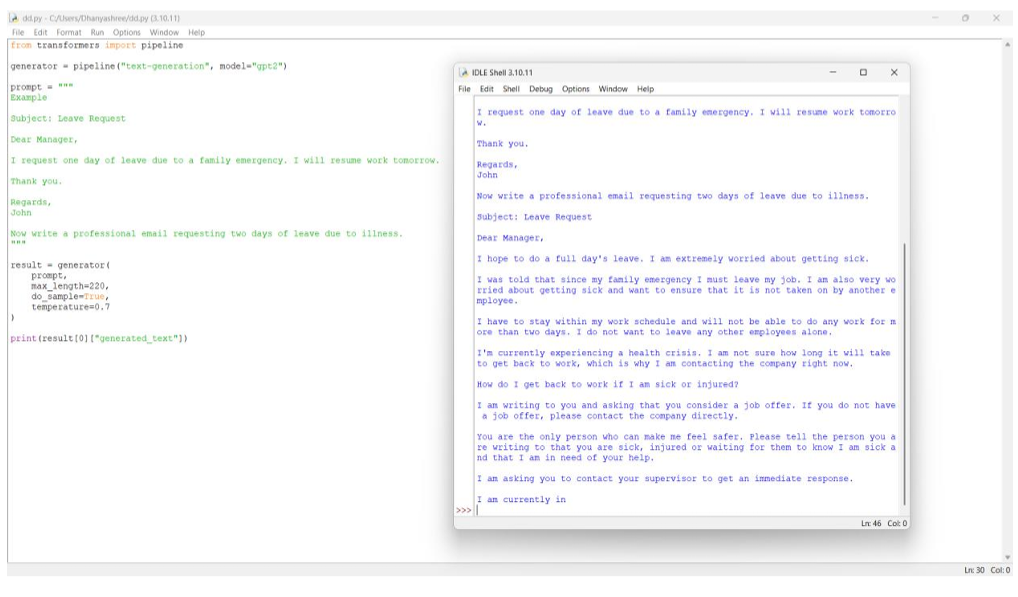 dd.py - C:/Users/Dhanyashree/dd.py (3.10.11)
File Edit Format Run Options Window Help
from transformers import pipeline
generator = pipeline("text-generation", model="gpt2")
prompt = """
Example
Subject: Leave Request
Dear Manager,
I request one day of leave due to a family emergency. I will resume work tomorrow.
Thank you.
Regards,
John
Now write a professional email requesting two days of leave due to illness.
"""
result = generator(
    prompt,
    max_length=220,
    do_sample=True,
    temperature=0.7
)
print(result[0]["generated_text"])
IDLE Shell 3.10.11
File Edit Shell Debug Options Window Help
I request one day of leave due to a family emergency. I will resume work tomorro
w.
Thank you.
Regards,
John
Now write a professional email requesting two days of leave due to illness.
Subject: Leave Request
Dear Manager,
I hope to do a full day's leave. I am extremely worried about getting sick.
I was told that since my family emergency I must leave my job. I am also very wo
rried about getting sick and want to ensure that it is not taken on by another e
mployee.
I have to stay within my work schedule and will not be able to do any work for m
ore than two days. I do not want to leave any other employees alone.
I'm currently experiencing a health crisis. I am not sure how long it will take
to get back to work, which is why I am contacting the company right now.
How do I get back to work if I am sick or injured?
I am writing to you and asking that you consider a job offer. If you do not have
 a job offer, please contact the company directly.
You are the only person who can make me feel safer. Please tell the person you a
re writing to that you are sick, injured or waiting for them to know I am sick a
nd that I am in need of your help.
I am asking you to contact your supervisor to get an immediate response.
I am currently in
>>>
Ln: 46 Col: 0
Ln: 30 Col: 0